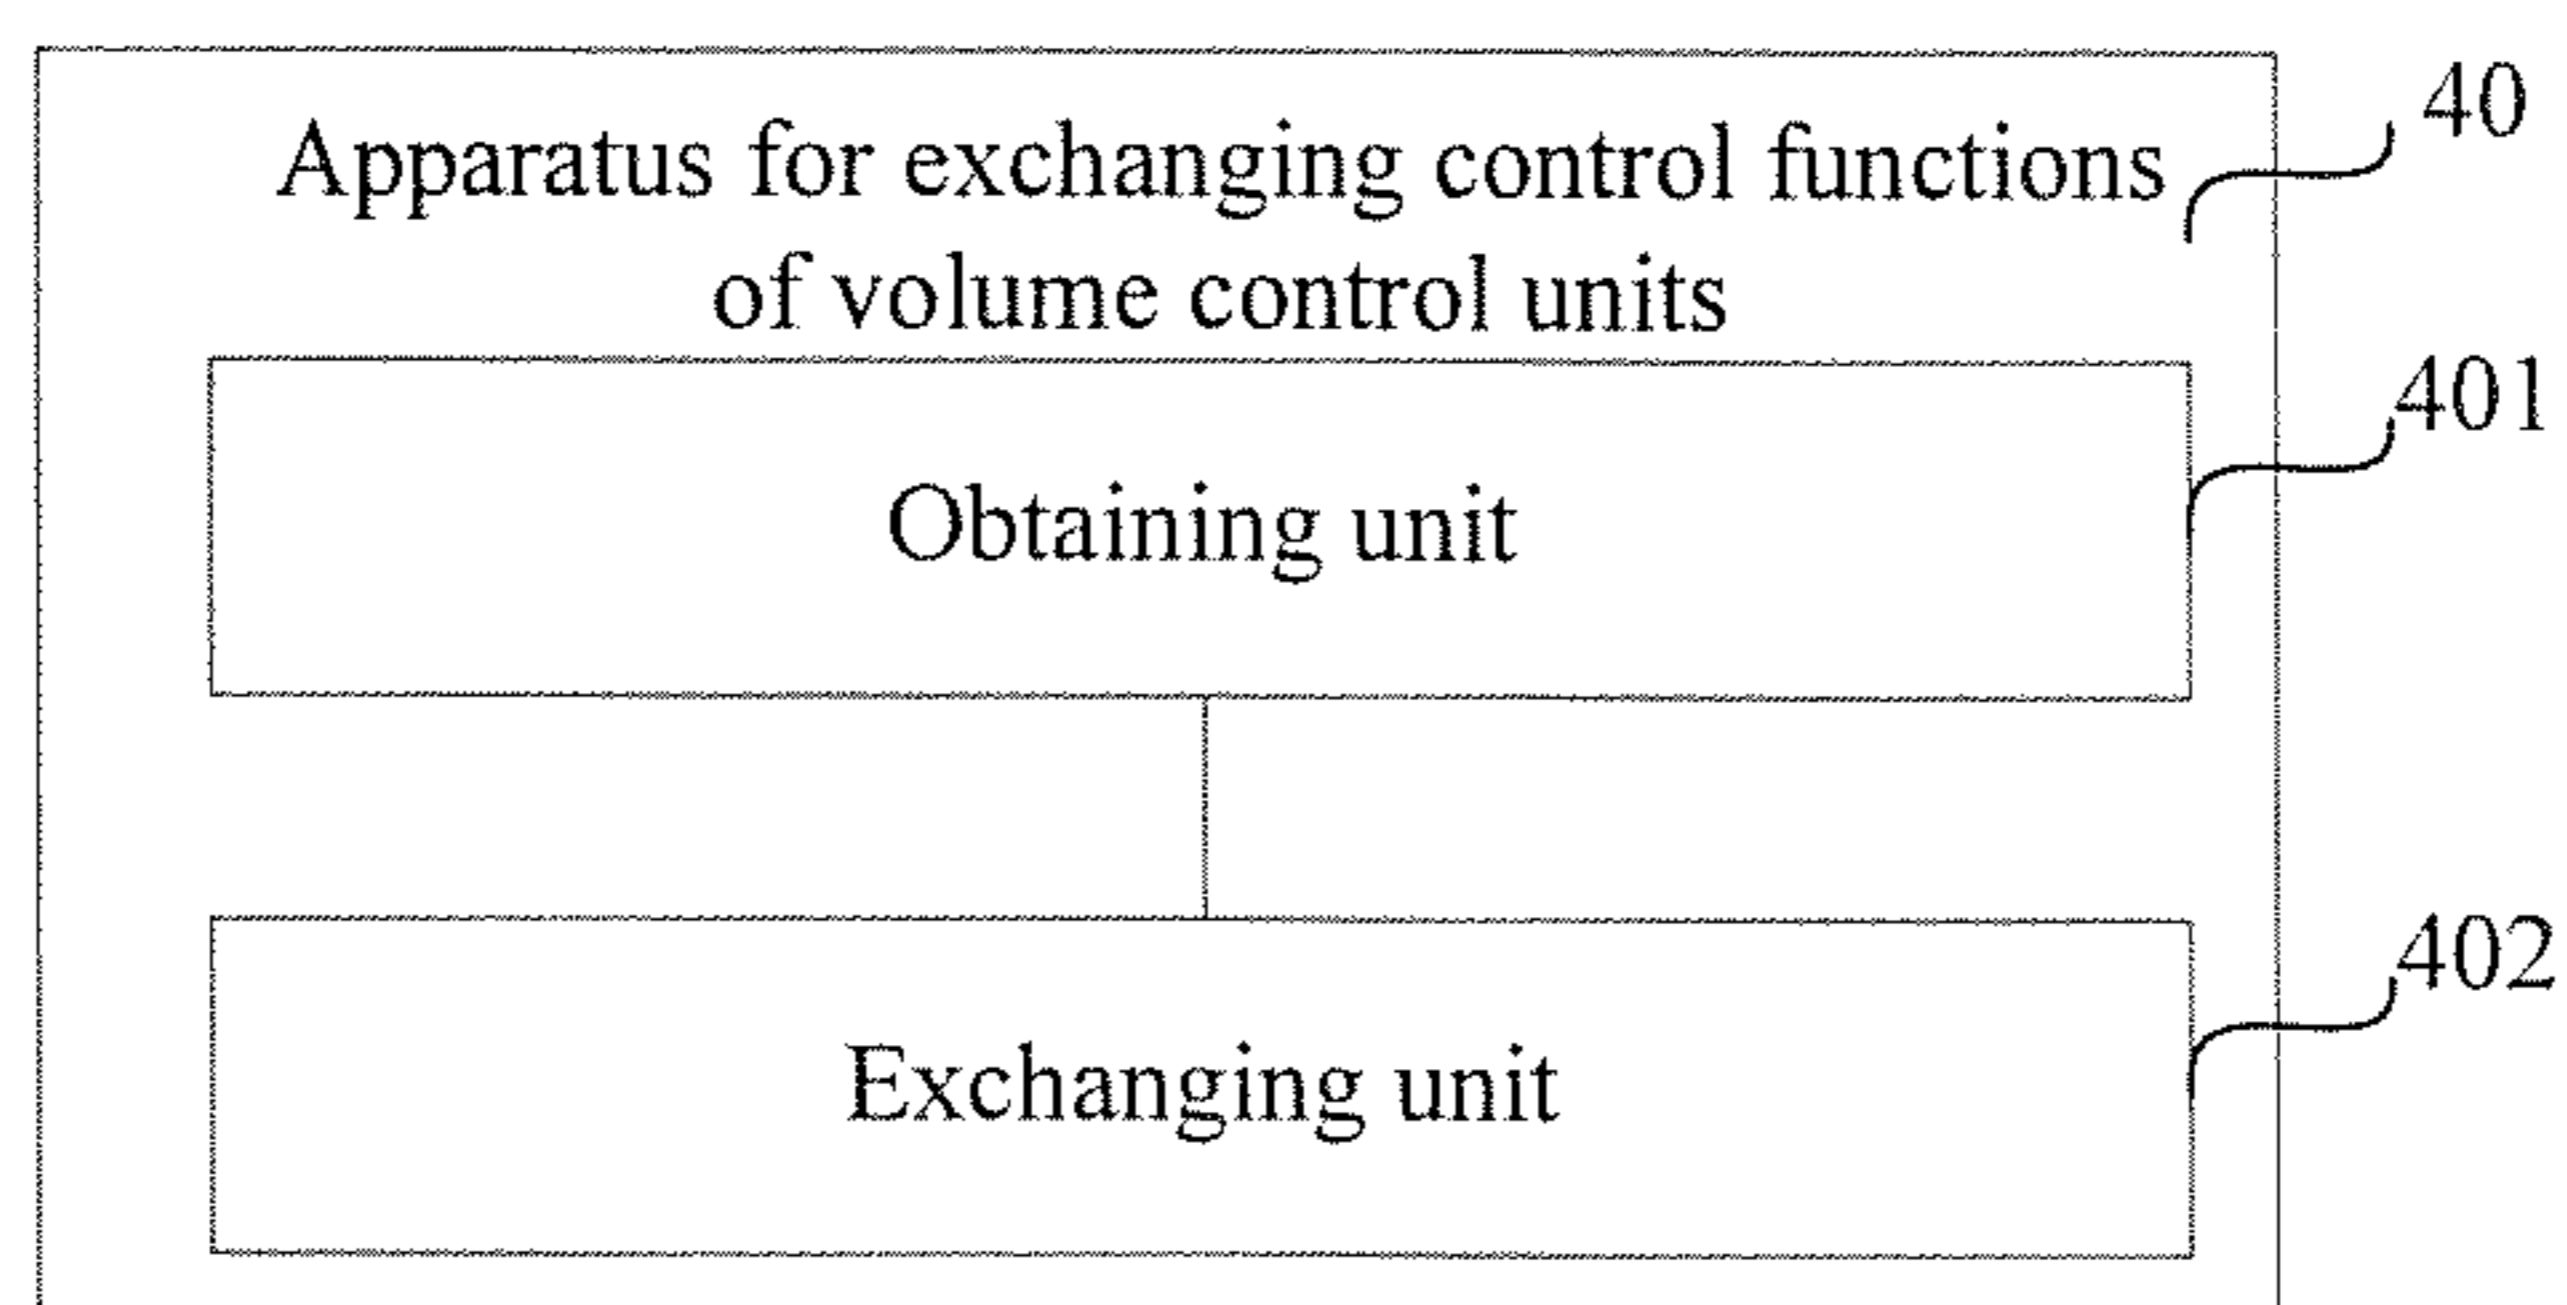 Apparatus for exchanging control functions
of volume control units
40
401
Obtaining unit
402
Exchanging unit